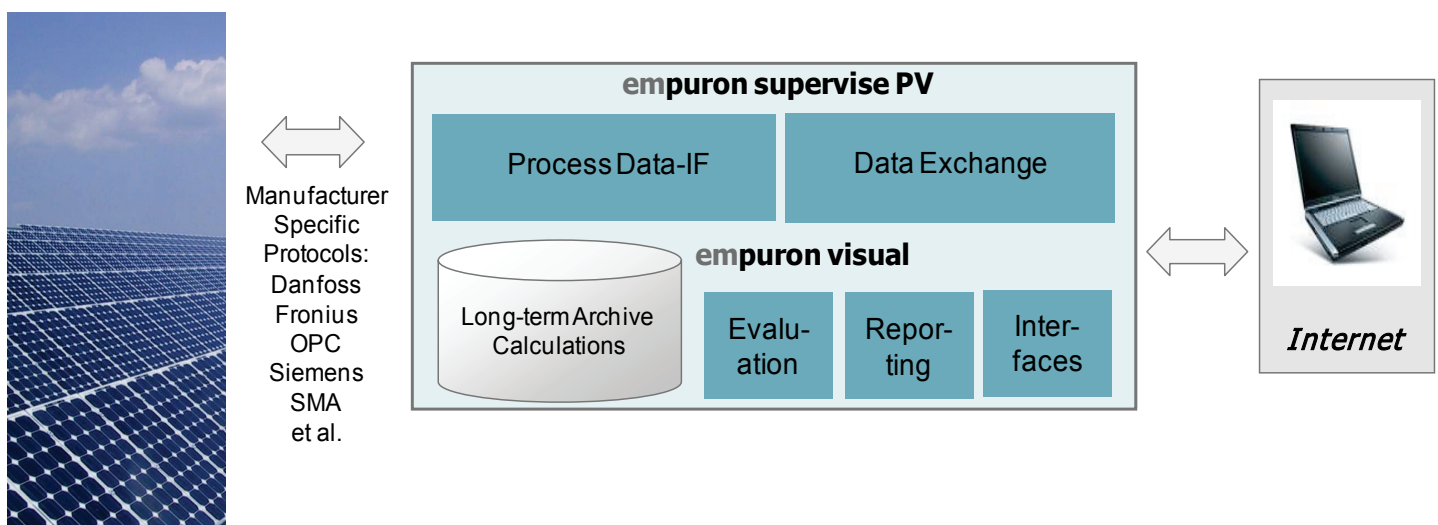 Manufacturer
Specific
Protocols:
Danfoss
Fronius
OPC
Siemens
SMA
et al.
empuron supervise PV
Process Data-IF
Data Exchange
Long-term Archive
Calculations
empuron visual
Evalu-
ation
Repor-
ting
Inter-
faces
Internet